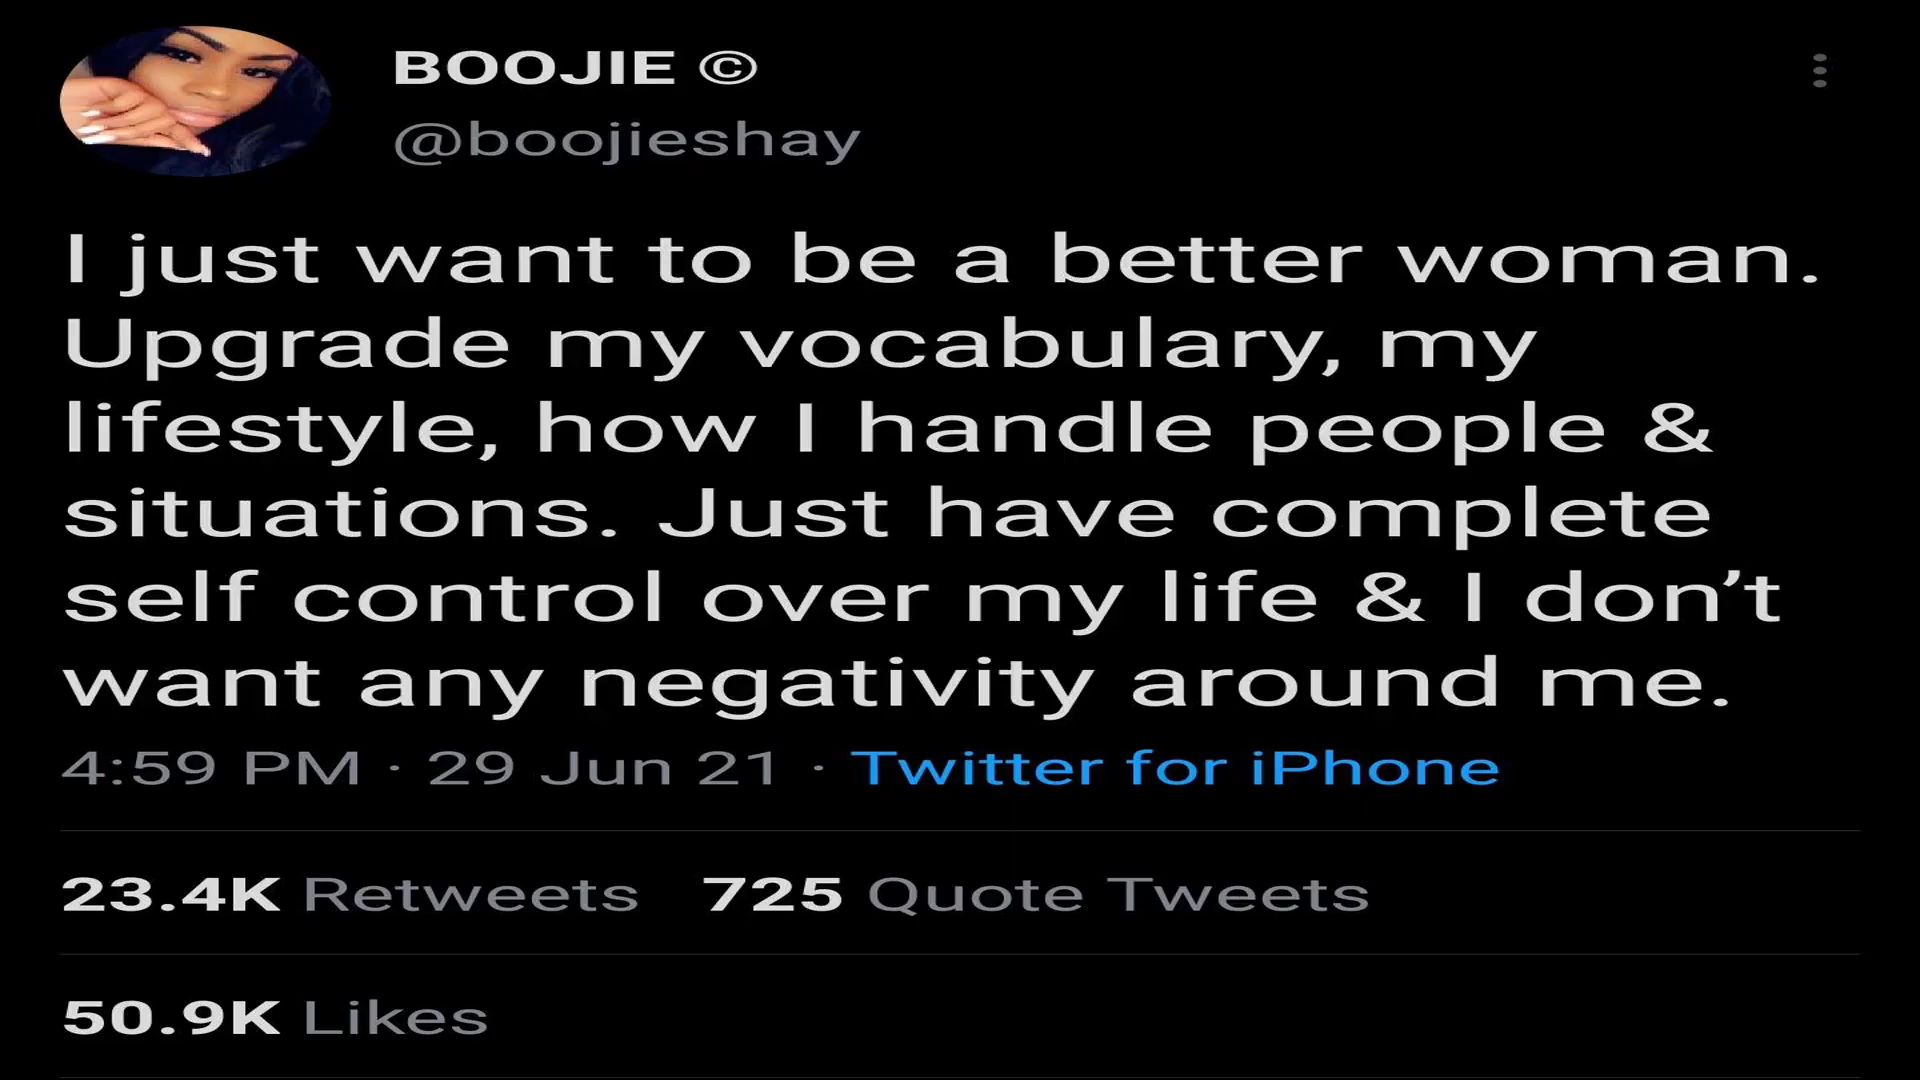 BOOJIE ©
@boojieshay
I just want to be a better woman.
Upgrade my vocabulary, my
lifestyle, how I handle people &
situations. Just have complete
self control over my life & I don’t
want any negativity around me.
4:59 PM · 29 Jun 21 · Twitter for iPhone
23.4K Retweets 725 Quote Tweets
50.9K Likes